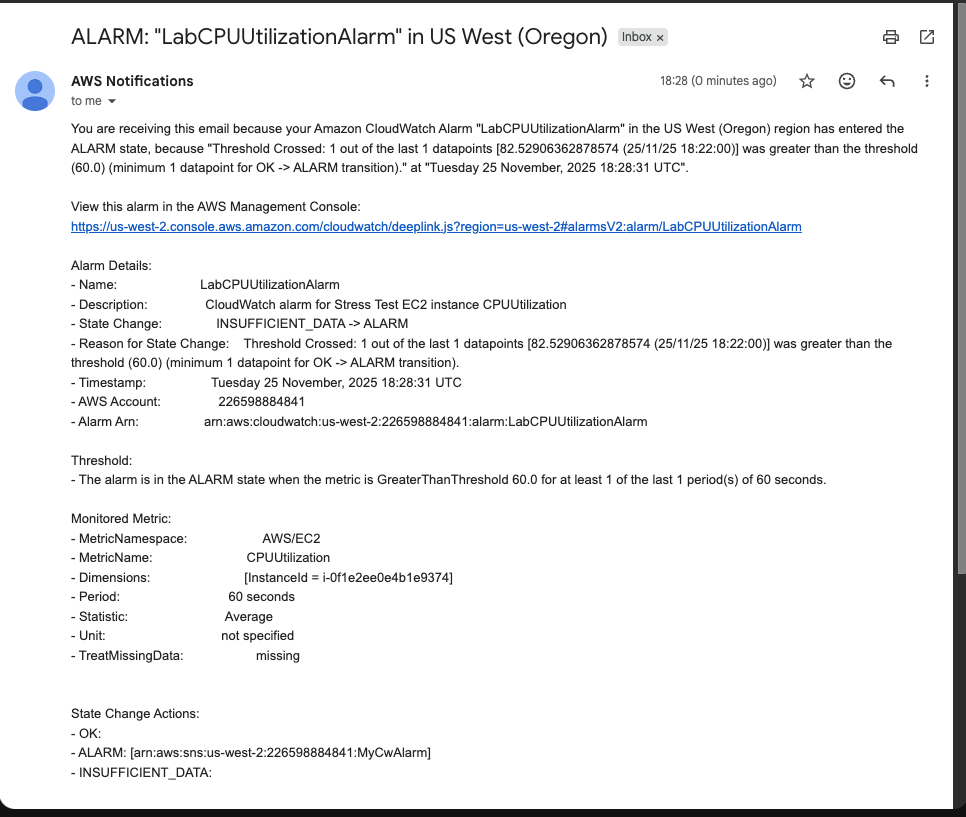 ALARM: "LabCPUUtilizationAlarm" in US West (Oregon) Inbox ×
AWS Notifications 18:28 (0 minutes ago)
to me
You are receiving this email because your Amazon CloudWatch Alarm "LabCPUUtilizationAlarm" in the US West (Oregon) region has entered the
ALARM state, because "Threshold Crossed: 1 out of the last 1 datapoints [82.52906362878574 (25/11/25 18:22:00)] was greater than the threshold
(60.0) (minimum 1 datapoint for OK -> ALARM transition)." at "Tuesday 25 November, 2025 18:28:31 UTC".
View this alarm in the AWS Management Console:
https://us-west-2.console.aws.amazon.com/cloudwatch/deeplink.js?region=us-west-2#alarmsV2:alarm/LabCPUUtilizationAlarm
Alarm Details:
- Name: LabCPUUtilizationAlarm
- Description: CloudWatch alarm for Stress Test EC2 instance CPUUtilization
- State Change: INSUFFICIENT_DATA -> ALARM
- Reason for State Change: Threshold Crossed: 1 out of the last 1 datapoints [82.52906362878574 (25/11/25 18:22:00)] was greater than the
threshold (60.0) (minimum 1 datapoint for OK -> ALARM transition).
- Timestamp: Tuesday 25 November, 2025 18:28:31 UTC
- AWS Account: 226598884841
- Alarm Arn: arn:aws:cloudwatch:us-west-2:226598884841:alarm:LabCPUUtilizationAlarm
Threshold:
- The alarm is in the ALARM state when the metric is GreaterThanThreshold 60.0 for at least 1 of the last 1 period(s) of 60 seconds.
Monitored Metric:
- MetricNamespace: AWS/EC2
- MetricName: CPUUtilization
- Dimensions: [InstanceId = i-0f1e2ee0e4b1e9374]
- Period: 60 seconds
- Statistic: Average
- Unit: not specified
- TreatMissingData: missing
State Change Actions:
- OK:
- ALARM: [arn:aws:sns:us-west-2:226598884841:MyCwAlarm]
- INSUFFICIENT_DATA: